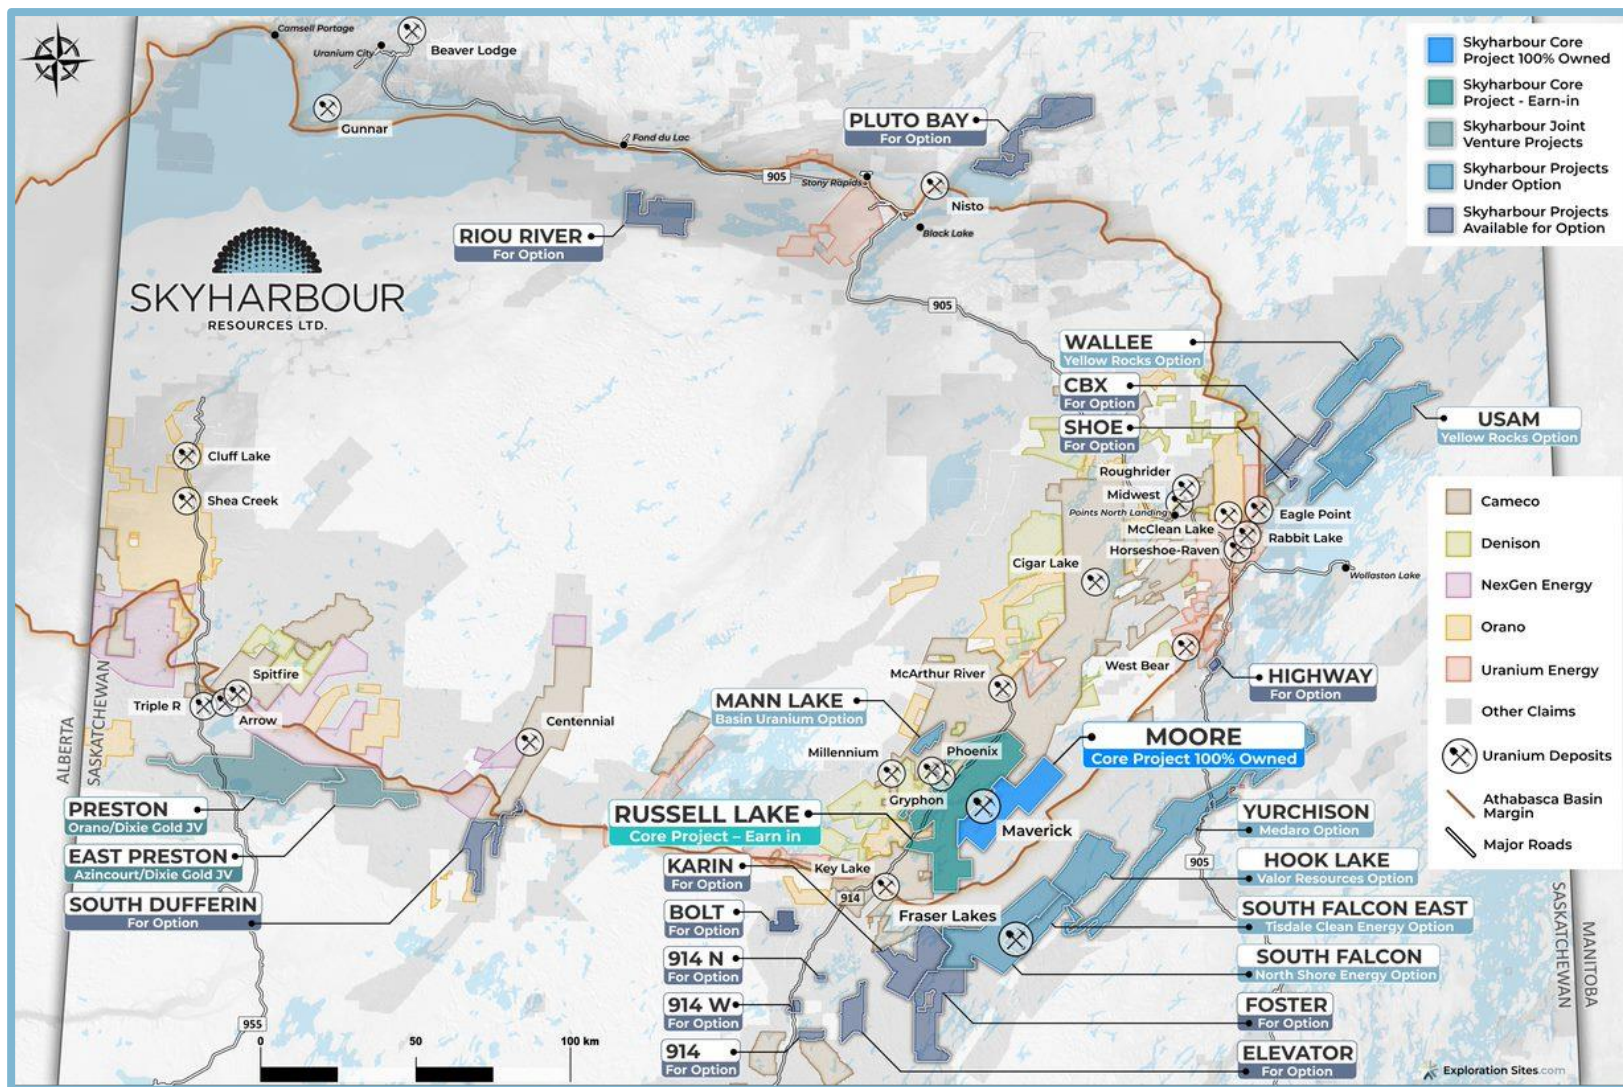 Camsell Portage
Uranium City
Beaver Lodge
Gunnar
Fond du Lac
905
Stony Rapids
Nisto
Black Lake
PLUTO BAY
For Option
RIOU RIVER
For Option
SKYHARBOUR
RESOURCES LTD.
905
Skyharbour Core
Project 100% Owned
Skyharbour Core
Project - Earn-in
Skyharbour Joint
Venture Projects
Skyharbour Projects
Under Option
Skyharbour Projects
Available for Option
WALLEE
Yellow Rocks Option
CBX
For Option
SHOE
For Option
USAM
Yellow Rocks Option
Cluff Lake
Shea Creek
Roughrider
Midwest
Points North Landing
McClean Lake
Horseshoe-Raven
Eagle Point
Rabbit Lake
Cigar Lake
Wollaston Lake
Cameco
Denison
NexGen Energy
Orano
Uranium Energy
Other Claims
Uranium Deposits
Athabasca Basin
Margin
Major Roads
ALBERTA
SASKATCHEWAN
Spitfire
Triple R
Arrow
Centennial
McArthur River
West Bear
HIGHWAY
For Option
MANN LAKE
Basin Uranium Option
Millennium
Phoenix
Gryphon
MOORE
Core Project 100% Owned
Maverick
RUSSELL LAKE
Core Project – Earn in
PRESTON
Orano/Dixie Gold JV
EAST PRESTON
Azincourt/Dixie Gold JV
SOUTH DUFFERIN
For Option
KARIN
For Option
Key Lake
914
BOLT
For Option
Fraser Lakes
914 N
For Option
914 W
For Option
914
For Option
YURCHISON
Medaro Option
905
HOOK LAKE
Valor Resources Option
SOUTH FALCON EAST
Tisdale Clean Energy Option
SOUTH FALCON
North Shore Energy Option
FOSTER
For Option
ELEVATOR
For Option
SASKATCHEWAN
MANITOBA
955
0
50
100 km
Exploration Sites.com